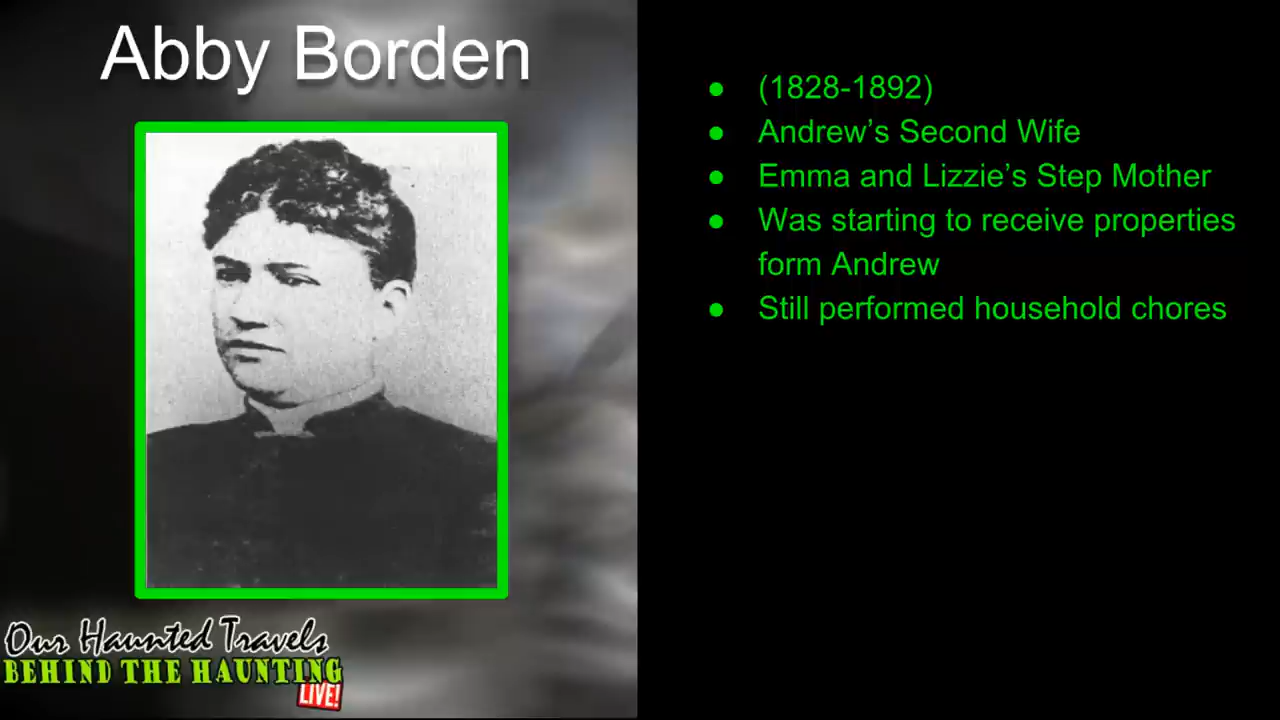 Abby Borden
● (1828-1892)
● Andrew's Second Wife
● Emma and Lizzie's Step Mother
● Was starting to receive properties
form Andrew
● Still performed household chores
Our Haunted Travels
BEHIND THE HAUNTING
LIVE!